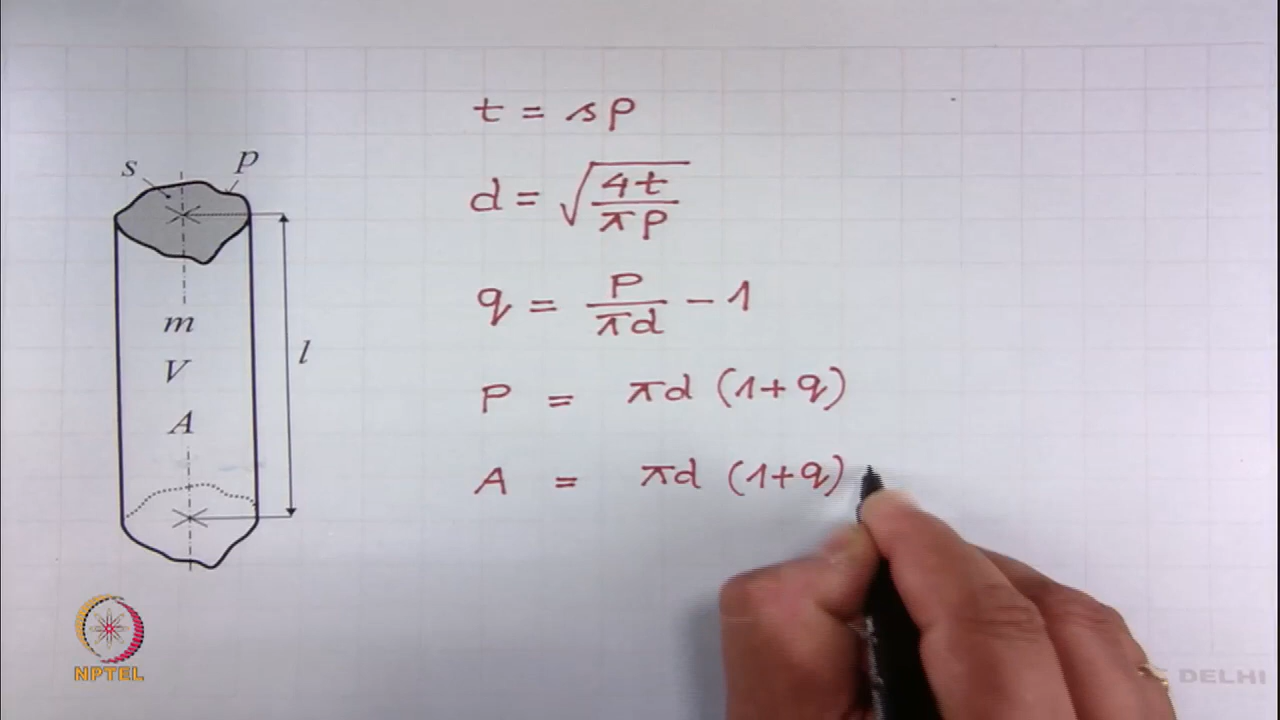 s
p
m
V
A
l
t = sρ
d = √(4t/πρ)
q = P/πd - 1
P = πd (1+q)
A = πd (1+q)
NPTEL
DELHI